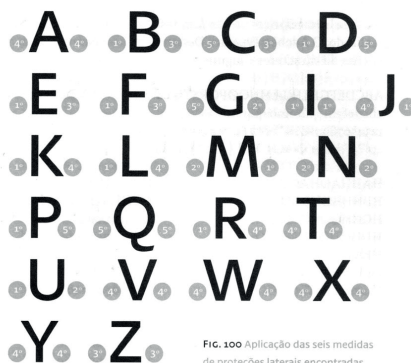 4º A 4º 1º B 3º 5º C 3º 1º D 5º
1º E 3º 1º F 3º 5º G 2º 1º I 1º 4º J 1º
1º K 4º 1º L 4º 2º M 1º 2º N 2º
1º P 5º 5º Q 5º 1º R 4º 4º T 4º
1º U 2º 4º V 4º 4º W 4º 4º X 4º
4º Y 4º 3º Z 3º
FIG. 100 Aplicação das seis medidas
de proteções laterais encontradas